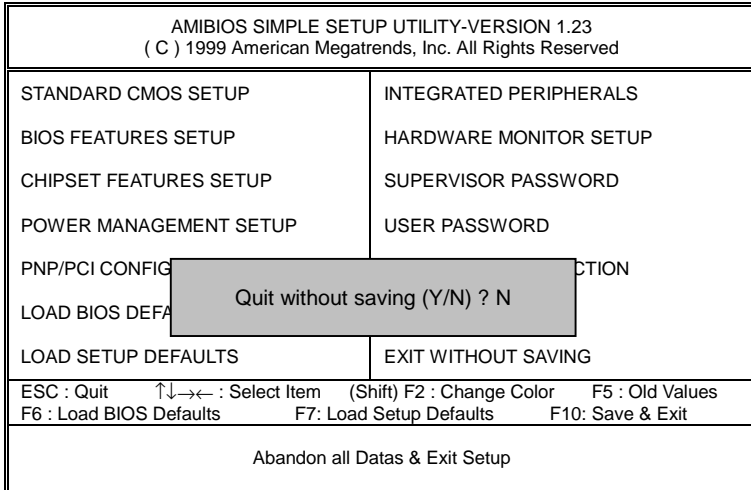 AMIBIOS SIMPLE SETUP UTILITY-VERSION 1.23
( C ) 1999 American Megatrends, Inc. All Rights Reserved
STANDARD CMOS SETUP
BIOS FEATURES SETUP
CHIPSET FEATURES SETUP
POWER MANAGEMENT SETUP
PNP/PCI CONFIG
LOAD BIOS DEFA
LOAD SETUP DEFAULTS
INTEGRATED PERIPHERALS
HARDWARE MONITOR SETUP
SUPERVISOR PASSWORD
USER PASSWORD
CTION
EXIT WITHOUT SAVING
Quit without saving (Y/N) ? N
ESC : Quit ↑↓→← : Select Item (Shift) F2 : Change Color F5 : Old Values
F6 : Load BIOS Defaults F7: Load Setup Defaults F10: Save & Exit
Abandon all Datas & Exit Setup